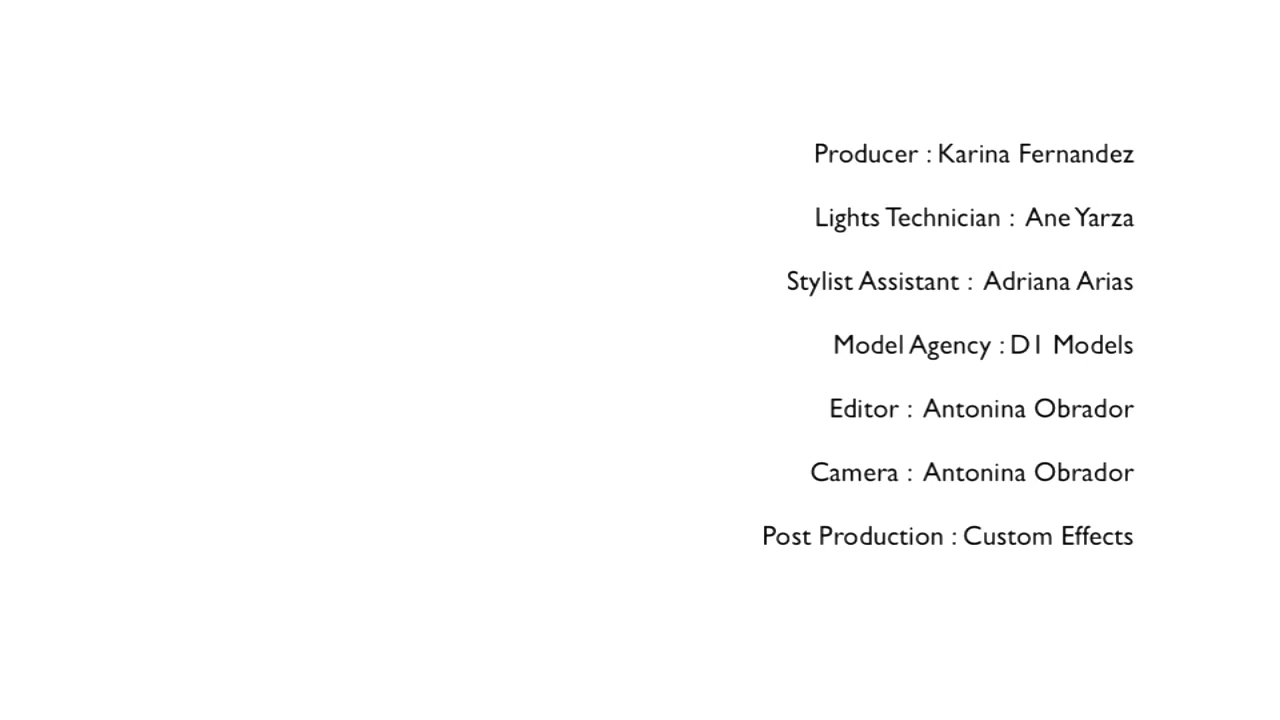 Producer : Karina Fernandez
Lights Technician : Ane Yarza
Stylist Assistant : Adriana Arias
Model Agency : D1 Models
Editor : Antonina Obrador
Camera : Antonina Obrador
Post Production : Custom Effects